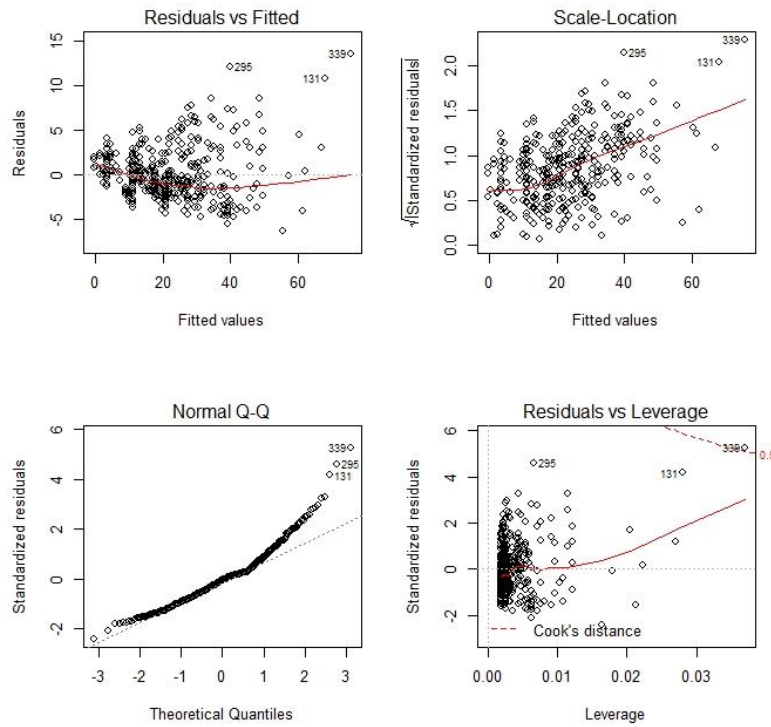 Residuals vs Fitted
Residuals
15
10
5
0
-5
339
295
131
0 20 40 60
Fitted values
Scale-Location
√|Standardized residuals|
2.0
1.5
1.0
0.5
0.0
339
295
131
0 20 40 60
Fitted values
Normal Q-Q
Standardized residuals
6
4
2
0
-2
339
295
131
-3 -2 -1 0 1 2 3
Theoretical Quantiles
Residuals vs Leverage
Standardized residuals
6
4
2
0
-2
339
295
131
Cook's distance
0.00 0.01 0.02 0.03
Leverage